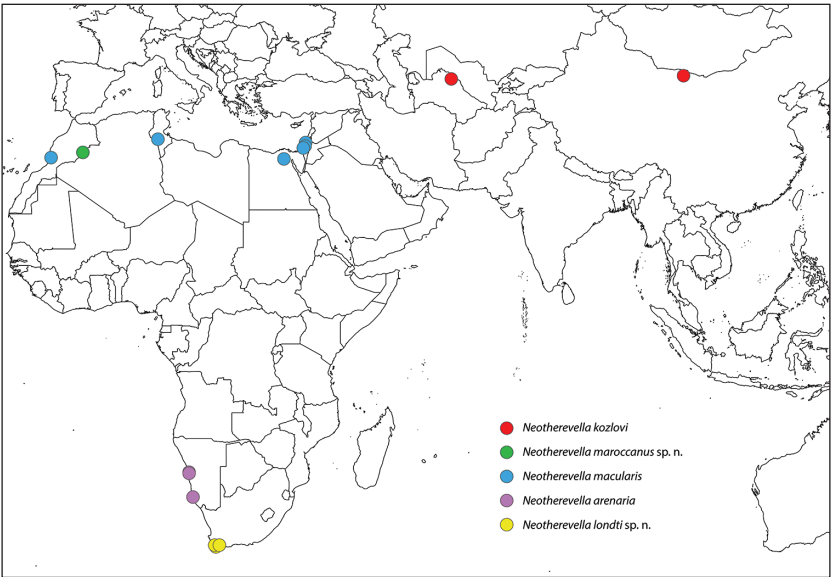 Neotherevella kozlovi
Neotherevella maroccanus sp. n.
Neotherevella macularis
Neotherevella arenaria
Neotherevella londti sp. n.